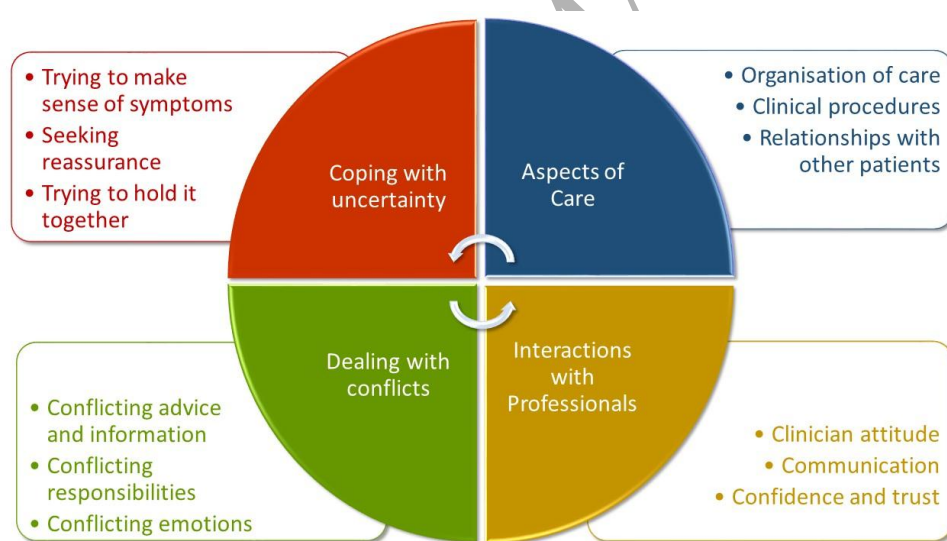 • Trying to make
sense of symptoms
• Seeking
reassurance
• Trying to hold it
together
Coping with
uncertainty
Aspects of
Care
• Organisation of care
• Clinical procedures
• Relationships with
other patients
• Conflicting advice
and information
• Conflicting
responsibilities
• Conflicting emotions
Dealing with
conflicts
Interactions
with
Professionals
• Clinician attitude
• Communication
• Confidence and trust